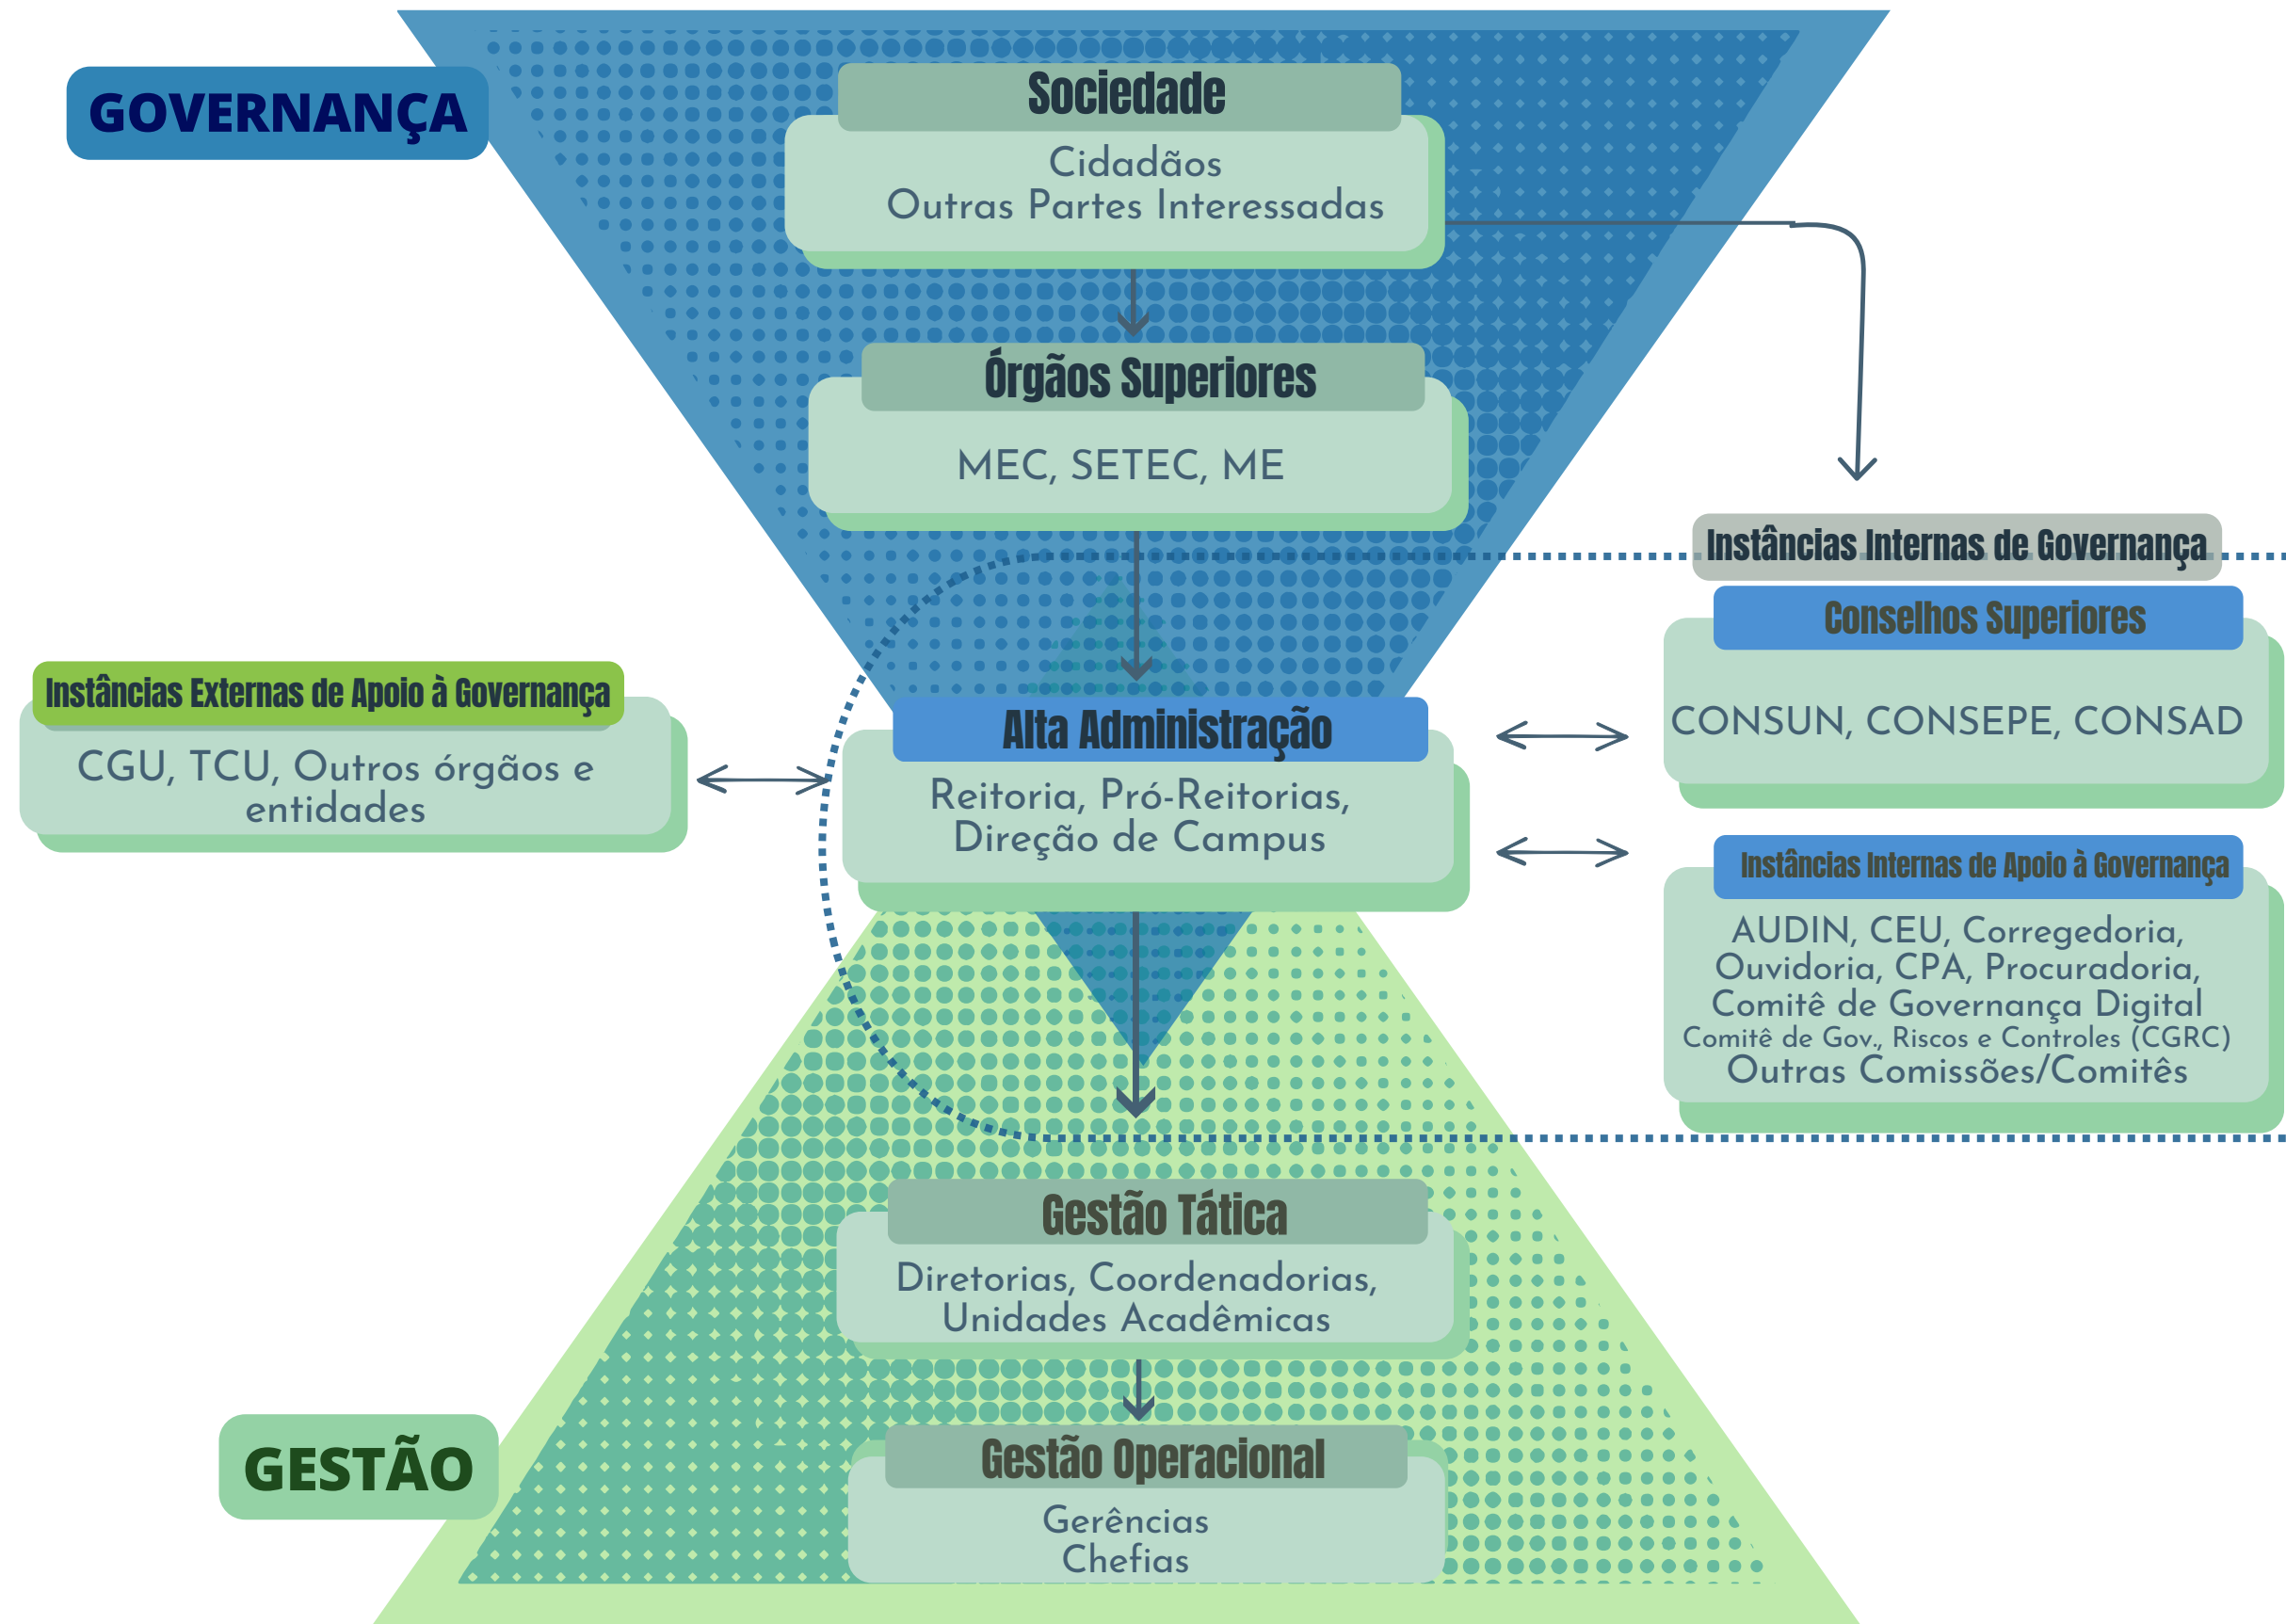 GOVERNANÇA
Sociedade
Cidadãos
Outras Partes Interessadas
Órgãos Superiores
MEC, SETEC, ME
Instâncias Internas de Governança
Conselhos Superiores
CONSUN, CONSEPE, CONSAD
Instâncias Externas de Apoio à Governança
CGU, TCU, Outros órgãos e
entidades
Alta Administração
Reitoria, Pró-Reitorias,
Direção de Campus
Instâncias Internas de Apoio à Governança
AUDIN, CEU, Corregedoria,
Ouvidoria, CPA, Procuradoria,
Comitê de Governança Digital
Comitê de Gov., Riscos e Controles (CGRC)
Outras Comissões/Comitês
Gestão Tática
Diretorias, Coordenadorias,
Unidades Acadêmicas
GESTÃO
Gestão Operacional
Gerências
Chefias